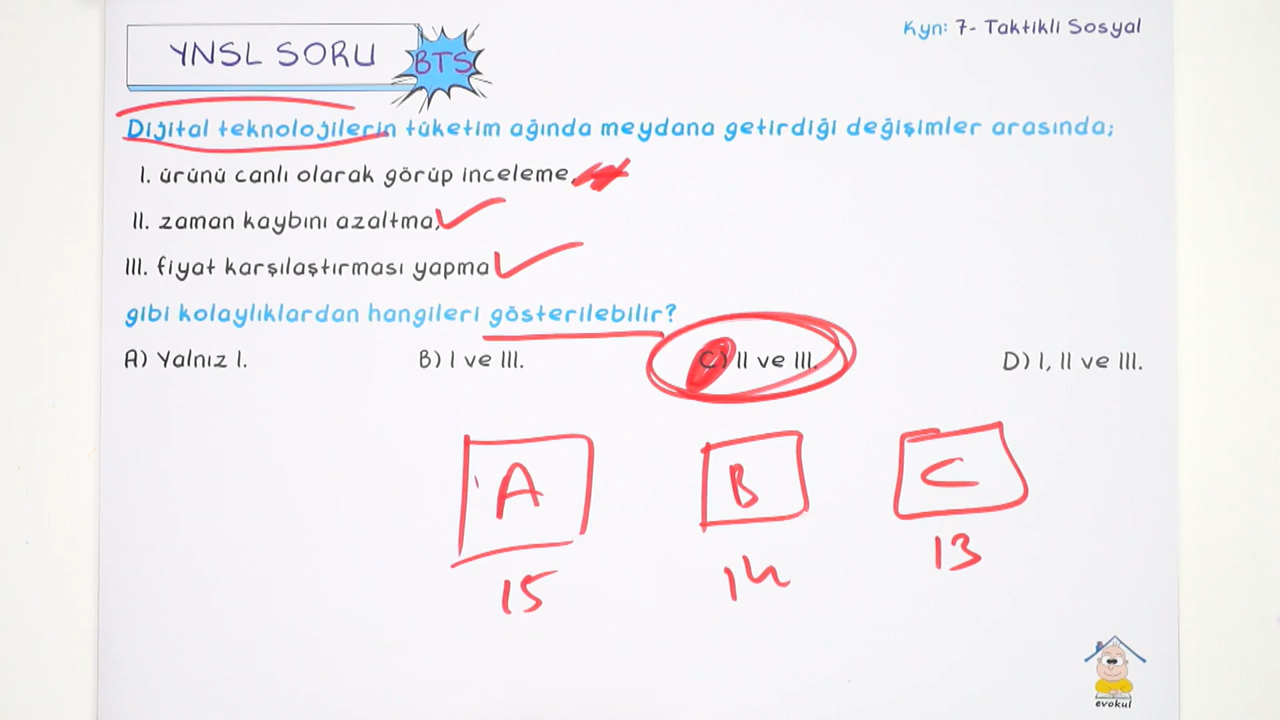 YNSL SORU
BTS
Kyn: 7- Taktikli Sosyal
Dijital teknolojilerin tüketim ağında meydana getirdiği değişimler arasında;
I. ürünü canlı olarak görüp inceleme,
II. zaman kaybını azaltma,
III. fiyat karşılaştırması yapma
gibi kolaylıklardan hangileri gösterilebilir?
A) Yalnız I. B) I ve III. C) II ve III. D) I, II ve III.
A B C
15 14 13
evokul